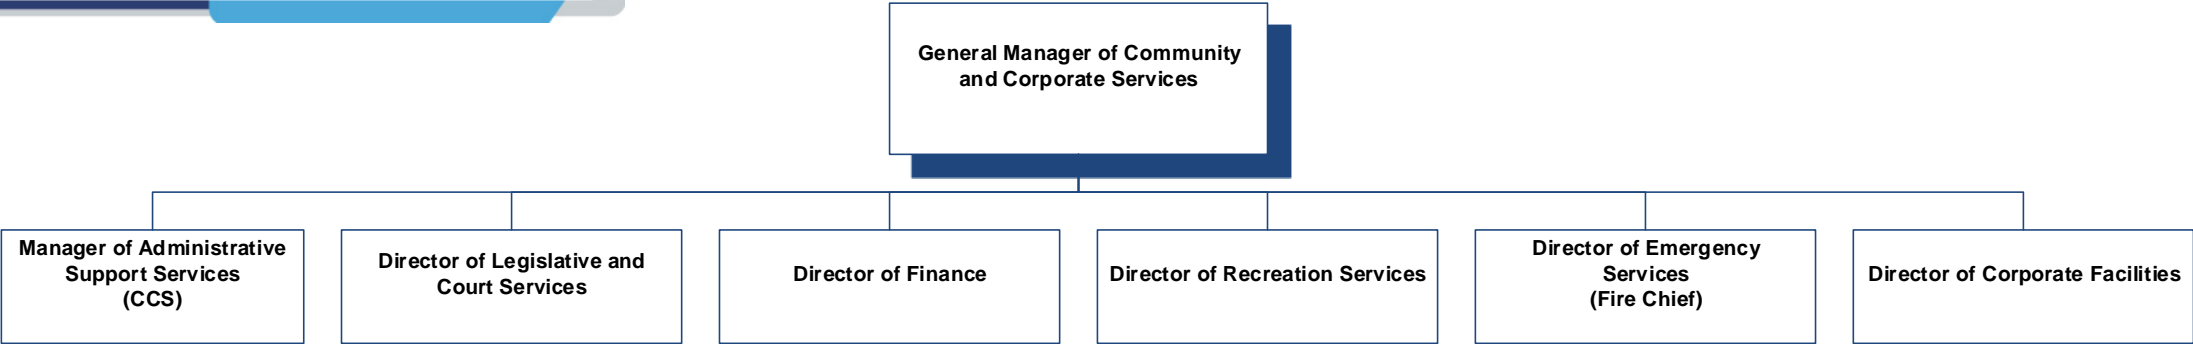 General Manager of Community
and Corporate Services
Manager of Administrative
Support Services
(CCS)
Director of Legislative and
Court Services
Director of Finance
Director of Recreation Services
Director of Emergency
Services
(Fire Chief)
Director of Corporate Facilities